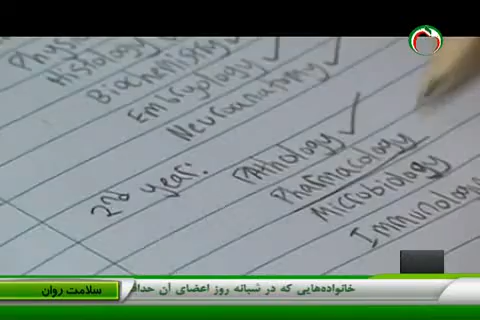 Histology
Biochemistry ✓
Embryology ✓
Neuroanatomy ✓
2nd year:
Pathology ✓
Pharmacology
Microbiology
Immunology
خانواده‌هایی که در شبانه روز اعضای آن حداقل
سلامت روان